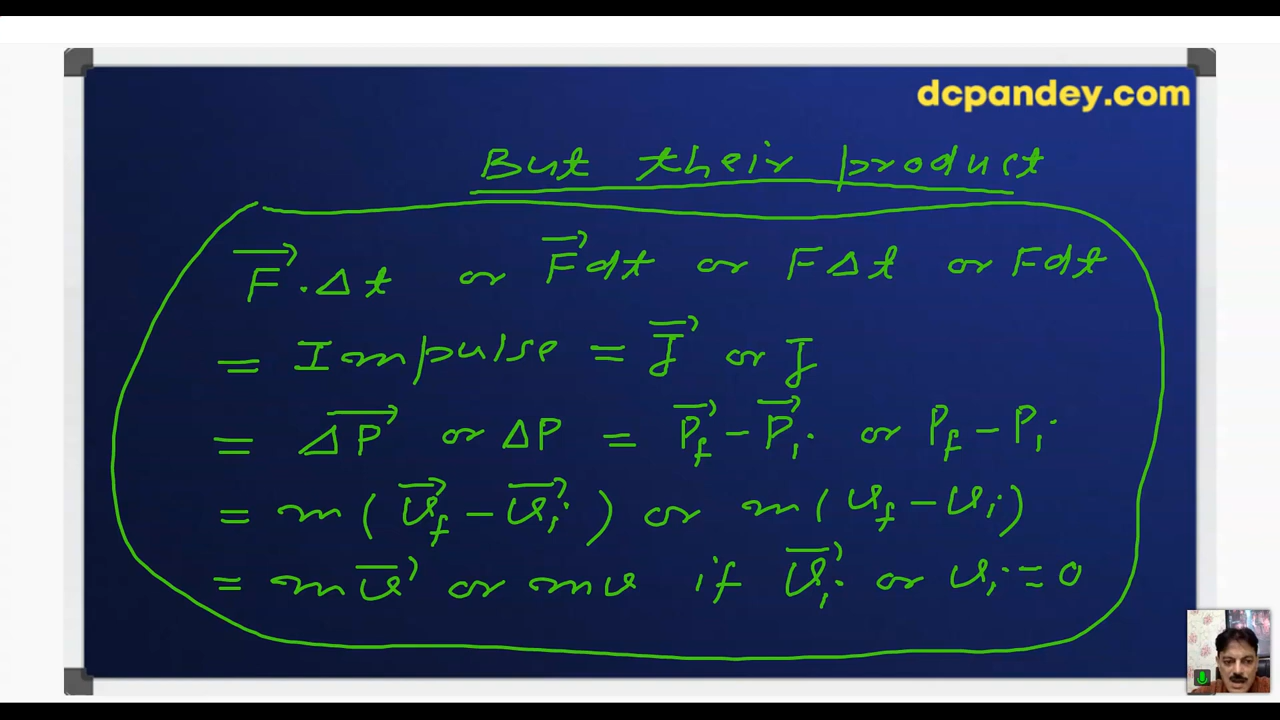 dcpandey.com
But their product
F⃗.Δt or F⃗dt or FΔt or Fdt
= Impulse = J⃗ or J
= ΔP⃗ or ΔP = P⃗f - P⃗i or Pf - Pi
= m(v⃗f - v⃗i) or m(vf - vi)
= mv⃗ or mv if v⃗i or vi = 0